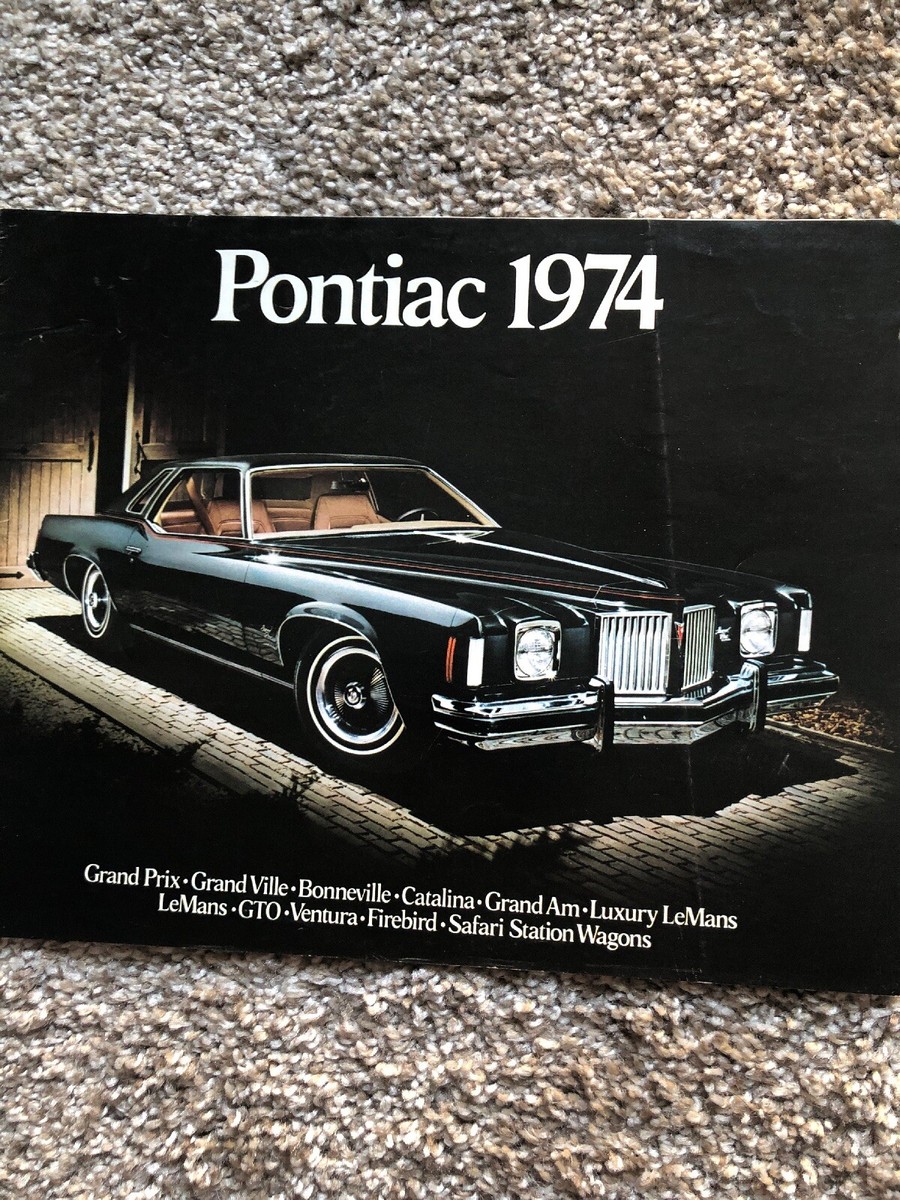 Pontiac 1974
Grand Prix•Grand Ville•Bonneville•Catalina•Grand Am•Luxury LeMans
LeMans•GTO•Ventura•Firebird•Safari Station Wagons